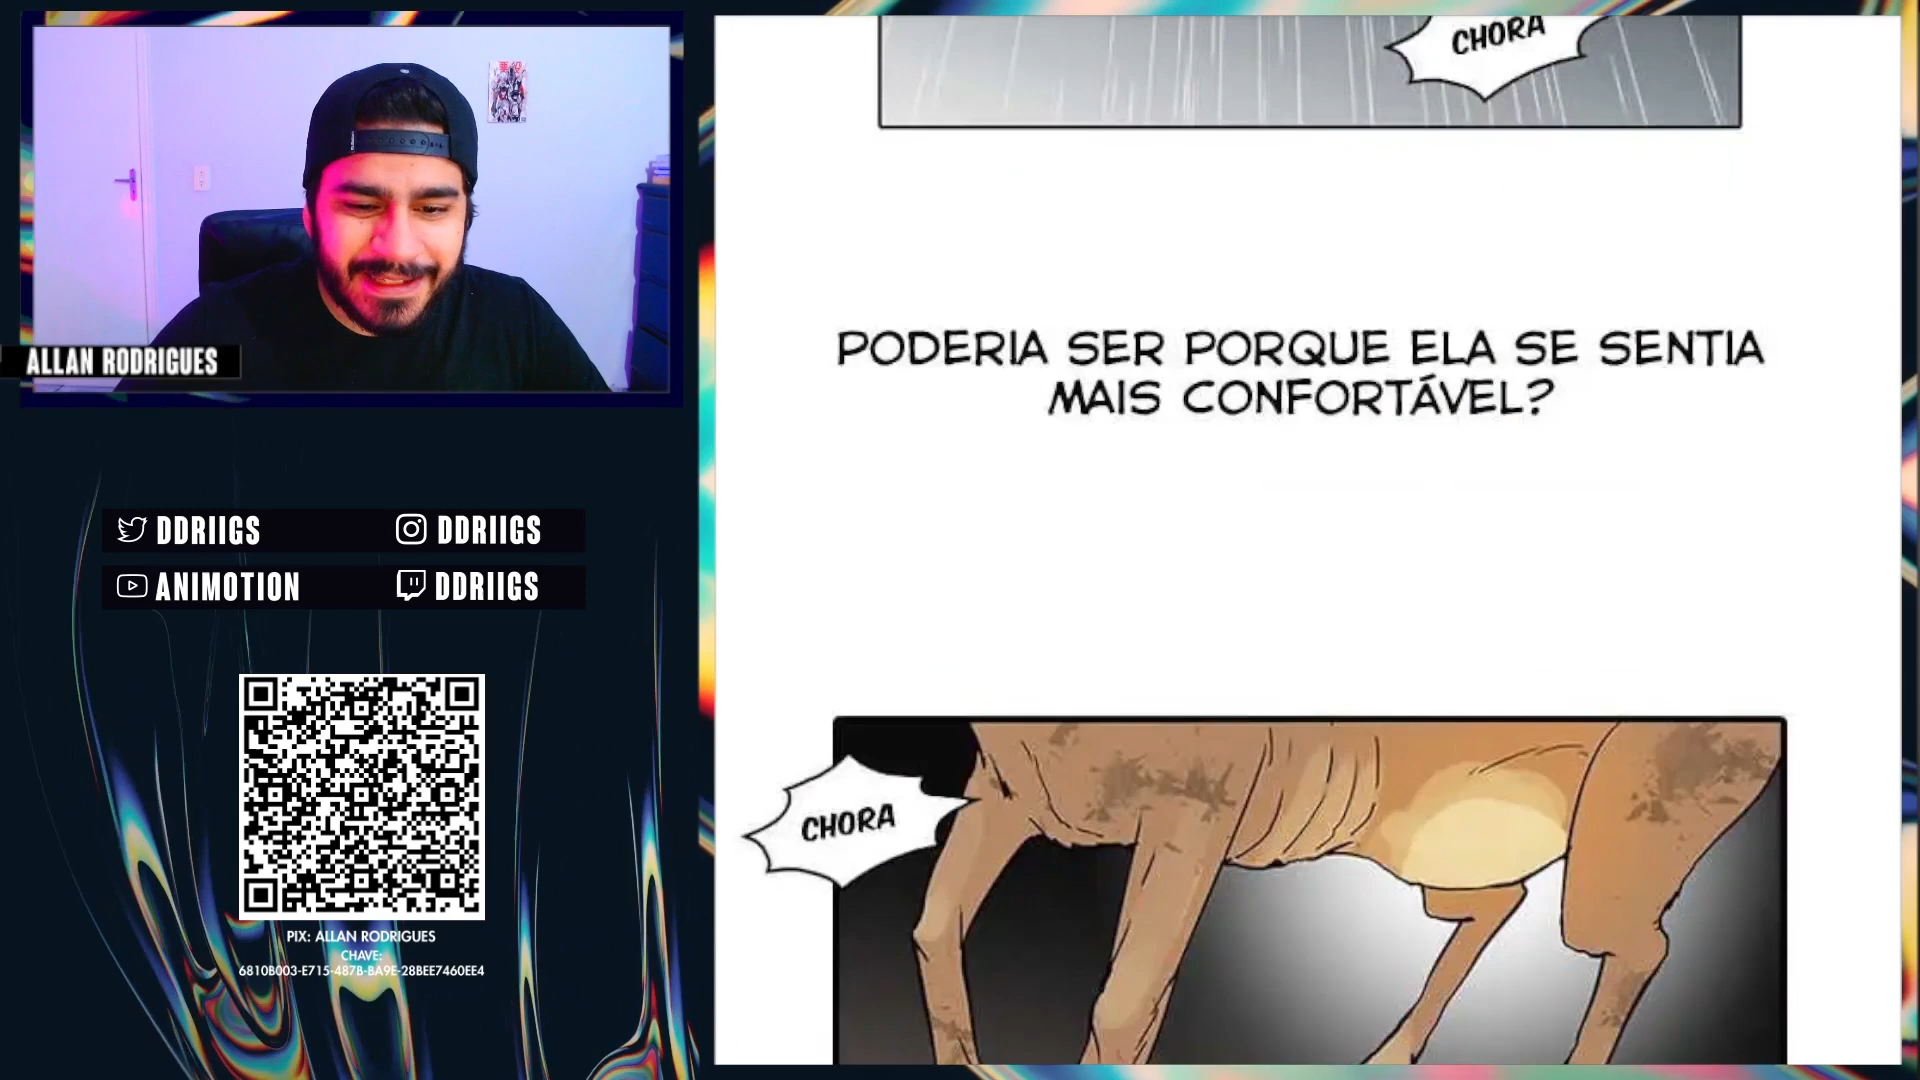 ALLAN RODRIGUES
DDRIIGS
DDRIIGS
ANIMOTION
DDRIIGS
PIX: ALLAN RODRIGUES
CHAVE:
6810B003-E715-487B-BA9E-28BEE7460EE4
CHORA
PODERIA SER PORQUE ELA SE SENTIA
MAIS CONFORTÁVEL?
CHORA